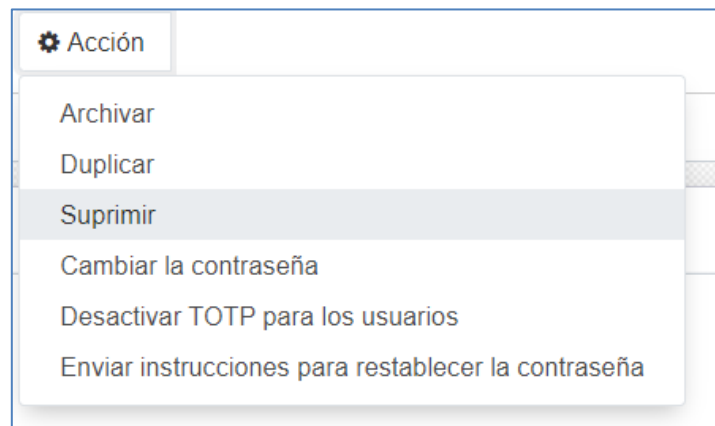 Acción
Archivar
Duplicar
Suprimir
Cambiar la contraseña
Desactivar TOTP para los usuarios
Enviar instrucciones para restablecer la contraseña